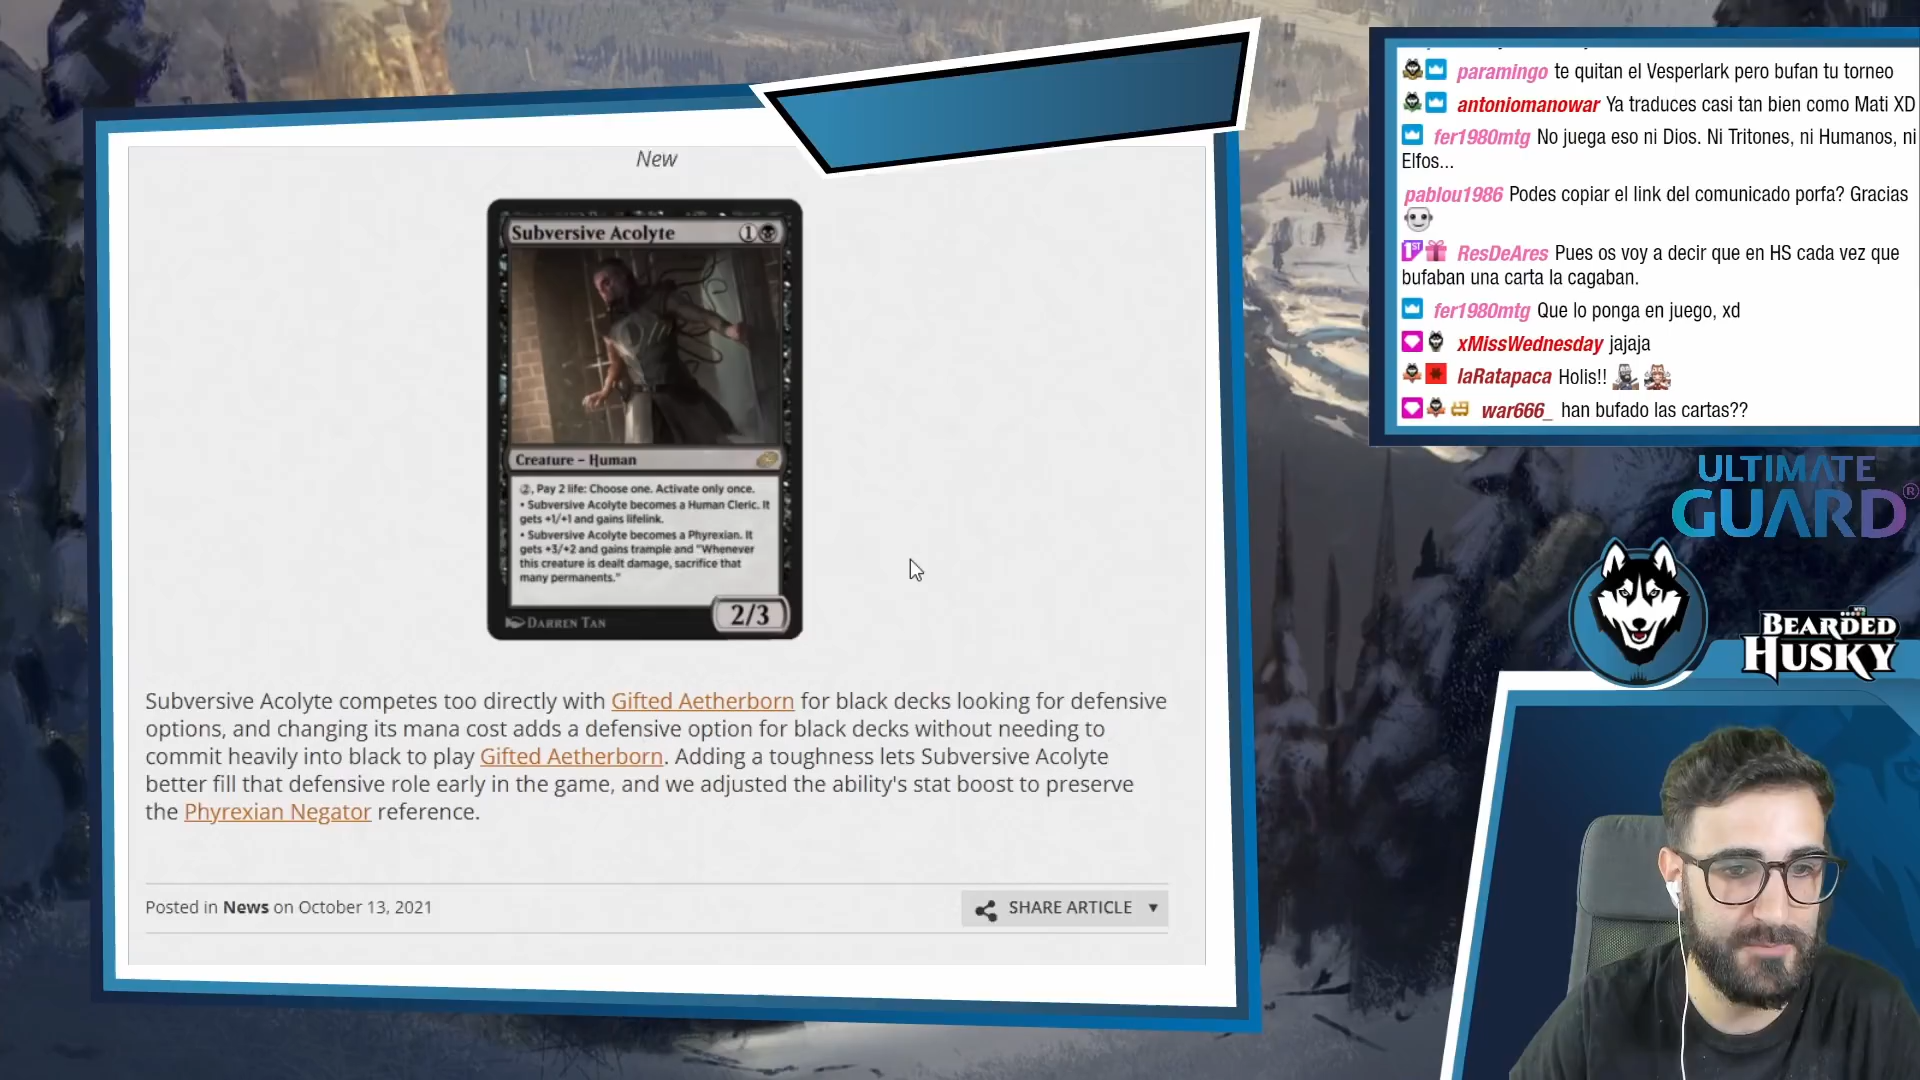 New
Subversive Acolyte 1
Creature – Human
2, Pay 2 life: Choose one. Activate only once.
• Subversive Acolyte becomes a Human Cleric. It
gets +1/+1 and gains lifelink.
• Subversive Acolyte becomes a Phyrexian. It
gets +3/+2 and gains trample and "Whenever
this creature is dealt damage, sacrifice that
many permanents."
2/3
DARREN TAN
Subversive Acolyte competes too directly with Gifted Aetherborn for black decks looking for defensive
options, and changing its mana cost adds a defensive option for black decks without needing to
commit heavily into black to play Gifted Aetherborn. Adding a toughness lets Subversive Acolyte
better fill that defensive role early in the game, and we adjusted the ability's stat boost to preserve
the Phyrexian Negator reference.
Posted in News on October 13, 2021
SHARE ARTICLE
paramingo te quitan el Vesperlark pero bufan tu torneo
antoniomanowar Ya traduces casi tan bien como Mati XD
fer1980mtg No juega eso ni Dios. Ni Tritones, ni Humanos, ni
Elfos...
pablou1986 Podes copiar el link del comunicado porfa? Gracias
1ST ResDeAres Pues os voy a decir que en HS cada vez que
bufaban una carta la cagaban.
fer1980mtg Que lo ponga en juego, xd
xMissWednesday jajaja
laRatapaca Holis!!
war666_ han bufado las cartas??
ULTIMATE
GUARD®
BEARDED
HUSKY